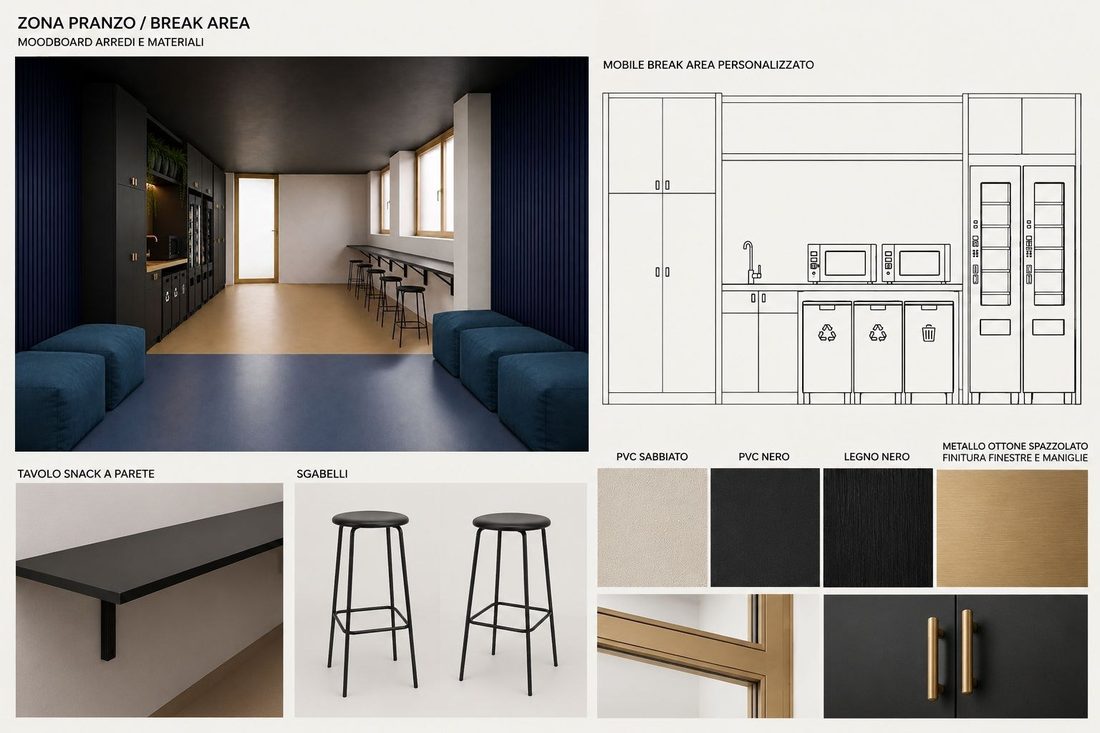 ZONA PRANZO / BREAK AREA
MOODBOARD ARREDI E MATERIALI
MOBILE BREAK AREA PERSONALIZZATO
TAVOLO SNACK A PARETE
SGABELLI
PVC SABBIATO
PVC NERO
LEGNO NERO
METALLO OTTONE SPAZZOLATO
FINITURA FINESTRE E MANIGLIE